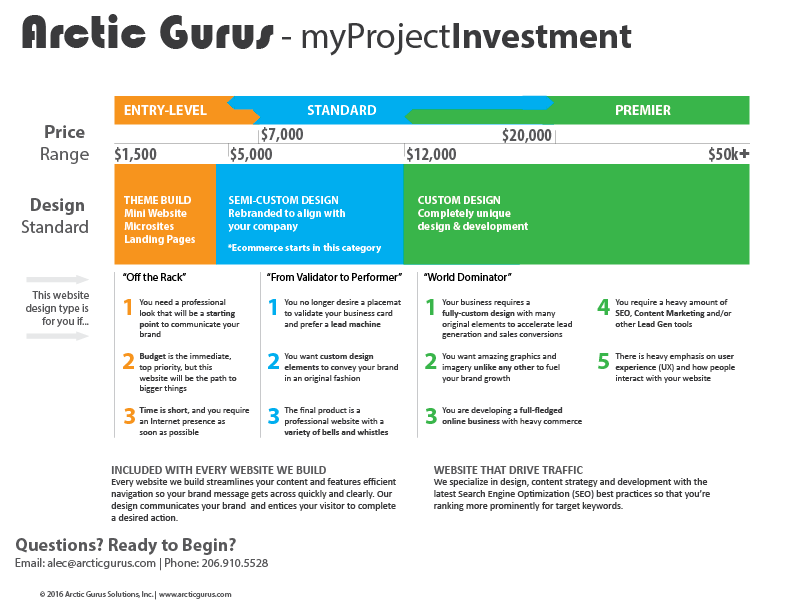 Arctic Gurus - myProjectInvestment
ENTRY-LEVEL STANDARD PREMIER
Price
Range
$7,000 $20,000
$1,500 $5,000 $12,000 $50k+
Design
Standard
THEME BUILD
Mini Website
Microsites
Landing Pages
SEMI-CUSTOM DESIGN
Rebranded to align with
your company
*Ecommerce starts in this category
CUSTOM DESIGN
Completely unique
design & development
This website
design type is
for you if...
"Off the Rack"
1 You need a professional
look that will be a starting
point to communicate your
brand
2 Budget is the immediate,
top priority, but this
website will be the path to
bigger things
3 Time is short, and you require
an Internet presence as
soon as possible
"From Validator to Performer"
1 You no longer desire a placemat
to validate your business card
and prefer a lead machine
2 You want custom design
elements to convey your brand
in an original fashion
3 The final product is a
professional website with a
variety of bells and whistles
"World Dominator"
1 Your business requires a
fully-custom design with many
original elements to accelerate lead
generation and sales conversions
2 You want amazing graphics and
imagery unlike any other to fuel
your brand growth
3 You are developing a full-fledged
online business with heavy commerce
4 You require a heavy amount of
SEO, Content Marketing and/or
other Lead Gen tools
5 There is heavy emphasis on user
experience (UX) and how people
interact with your website
INCLUDED WITH EVERY WEBSITE WE BUILD
Every website we build streamlines your content and features efficient
navigation so your brand message gets across quickly and clearly. Our
design communicates your brand and entices your visitor to complete
a desired action.
WEBSITE THAT DRIVE TRAFFIC
We specialize in design, content strategy and development with the
latest Search Engine Optimization (SEO) best practices so that you're
ranking more prominently for target keywords.
Questions? Ready to Begin?
Email: alec@arcticgurus.com | Phone: 206.910.5528
© 2016 Arctic Gurus Solutions, Inc. | www.arcticgurus.com